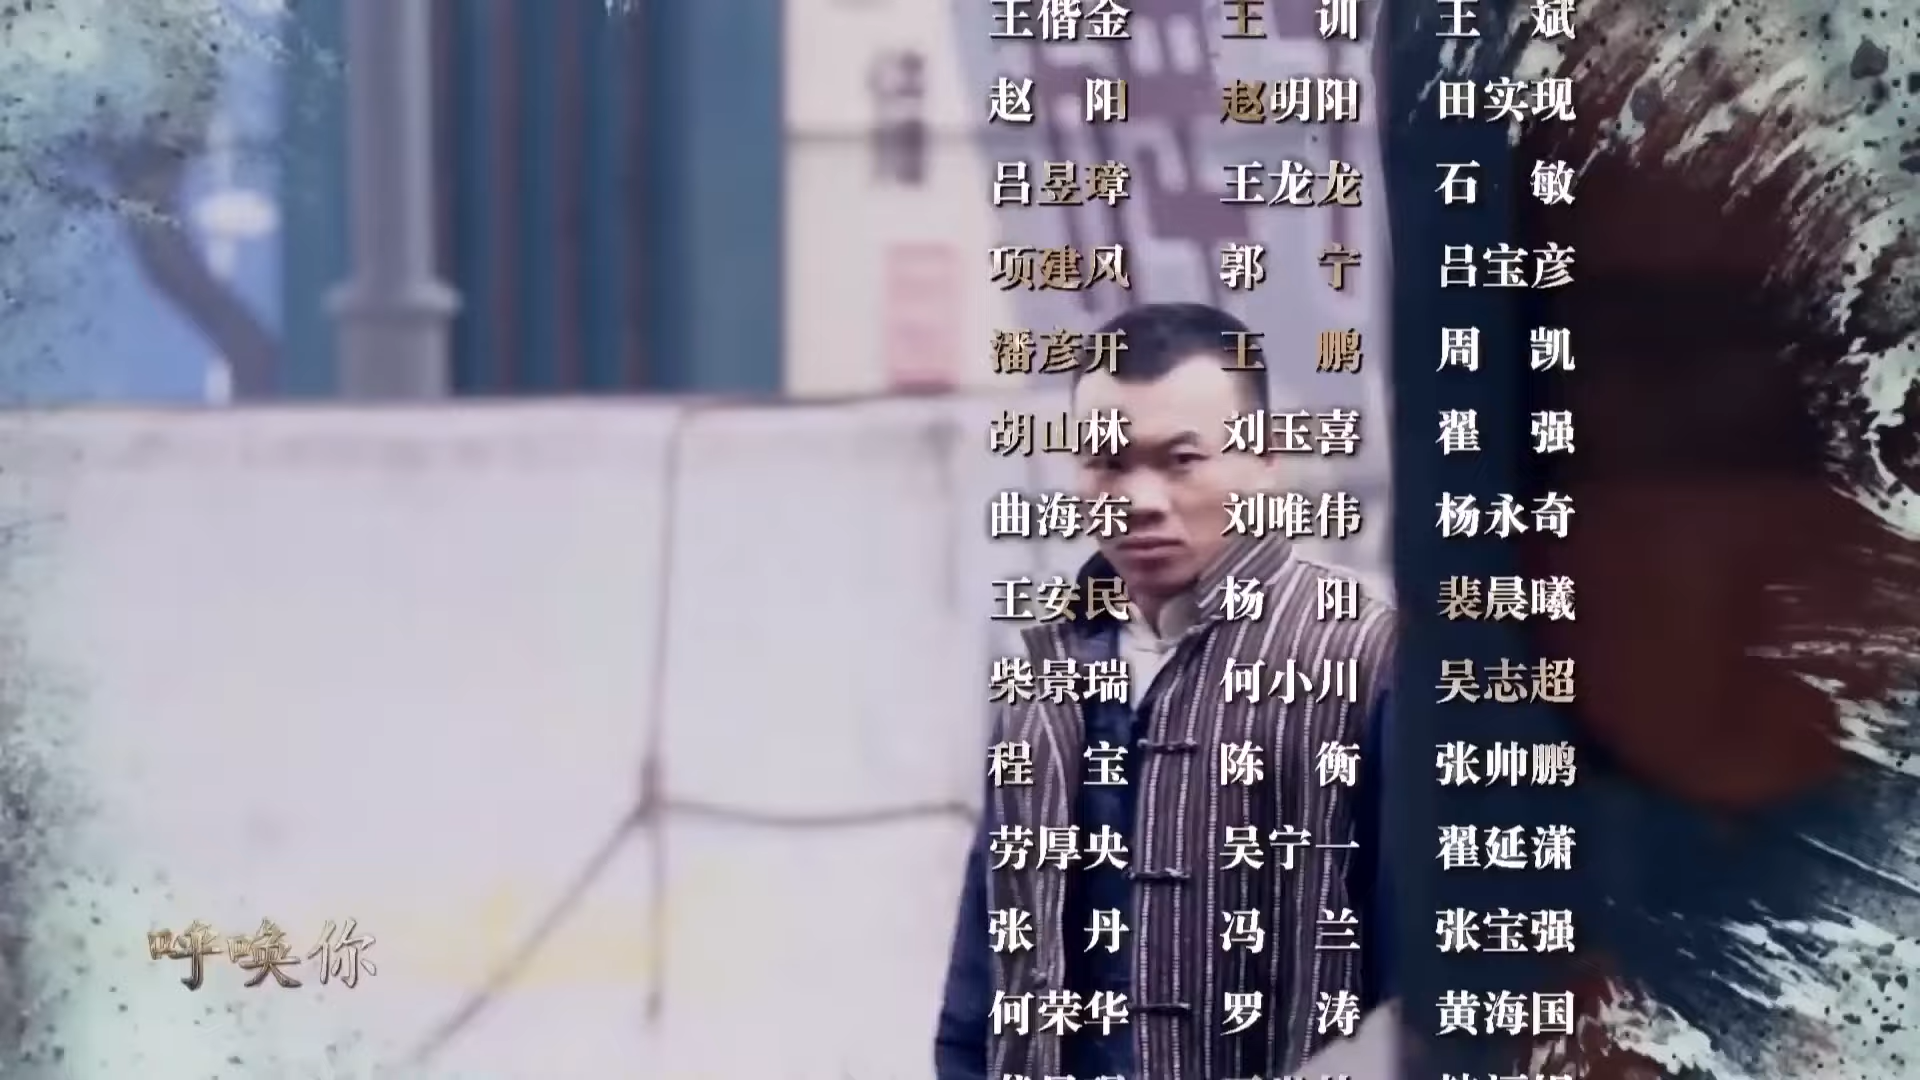 王偕金 王训 王斌
赵阳 赵明阳 田实现
吕昱璋 王龙龙 石敏
项建风 郭宁 吕宝彦
潘彦开 王鹏 周凯
胡山林 刘玉喜 翟强
曲海东 刘唯伟 杨永奇
王安民 杨阳 裴晨曦
柴景瑞 何小川 吴志超
程宝 陈衡 张帅鹏
劳厚央 吴宁一 翟延潇
张丹 冯兰 张宝强
何荣华 罗涛 黄海国
呼唤你